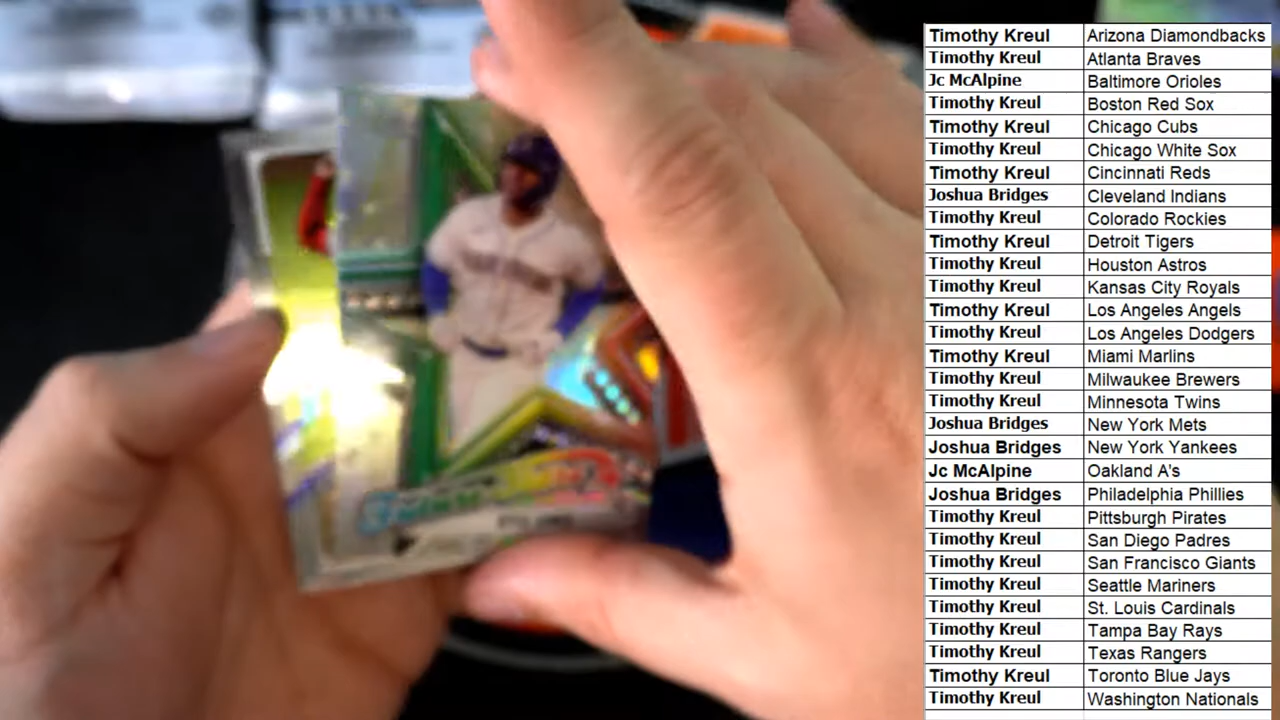 Timothy Kreul Arizona Diamondbacks
Timothy Kreul Atlanta Braves
Jc McAlpine Baltimore Orioles
Timothy Kreul Boston Red Sox
Timothy Kreul Chicago Cubs
Timothy Kreul Chicago White Sox
Timothy Kreul Cincinnati Reds
Joshua Bridges Cleveland Indians
Timothy Kreul Colorado Rockies
Timothy Kreul Detroit Tigers
Timothy Kreul Houston Astros
Timothy Kreul Kansas City Royals
Timothy Kreul Los Angeles Angels
Timothy Kreul Los Angeles Dodgers
Timothy Kreul Miami Marlins
Timothy Kreul Milwaukee Brewers
Timothy Kreul Minnesota Twins
Joshua Bridges New York Mets
Joshua Bridges New York Yankees
Jc McAlpine Oakland A's
Joshua Bridges Philadelphia Phillies
Timothy Kreul Pittsburgh Pirates
Timothy Kreul San Diego Padres
Timothy Kreul San Francisco Giants
Timothy Kreul Seattle Mariners
Timothy Kreul St. Louis Cardinals
Timothy Kreul Tampa Bay Rays
Timothy Kreul Texas Rangers
Timothy Kreul Toronto Blue Jays
Timothy Kreul Washington Nationals